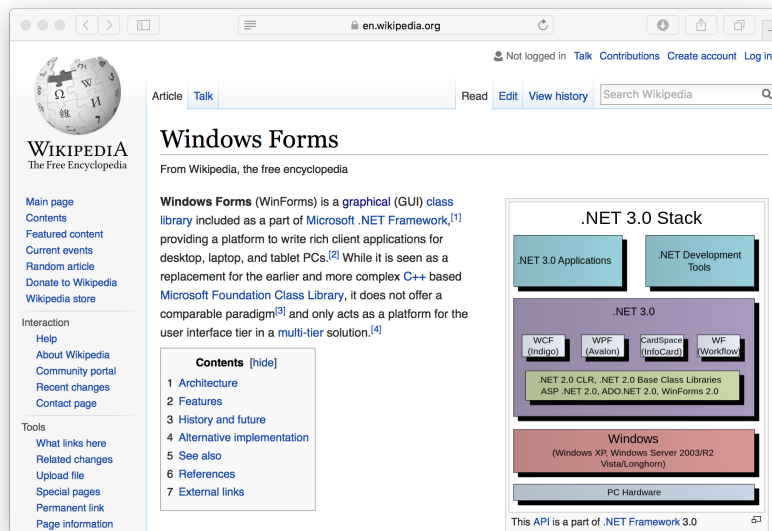 en.wikipedia.org
Not logged in Talk Contributions Create account Log in
Article Talk
Read Edit View history Search Wikipedia
Ω W И 維
WIKIPEDIA
The Free Encyclopedia
Main page
Contents
Featured content
Current events
Random article
Donate to Wikipedia
Wikipedia store
Interaction
Help
About Wikipedia
Community portal
Recent changes
Contact page
Tools
What links here
Related changes
Upload file
Special pages
Permanent link
Page information
Windows Forms
From Wikipedia, the free encyclopedia
Windows Forms (WinForms) is a graphical (GUI) class
library included as a part of Microsoft .NET Framework,[1]
providing a platform to write rich client applications for
desktop, laptop, and tablet PCs.[2] While it is seen as a
replacement for the earlier and more complex C++ based
Microsoft Foundation Class Library, it does not offer a
comparable paradigm[3] and only acts as a platform for the
user interface tier in a multi-tier solution.[4]
Contents [hide]
1 Architecture
2 Features
3 History and future
4 Alternative implementation
5 See also
6 References
7 External links
.NET 3.0 Stack
.NET 3.0 Applications
.NET Development
Tools
.NET 3.0
WCF
(Indigo)
WPF
(Avalon)
CardSpace
(InfoCard)
WF
(Workflow)
.NET 2.0 CLR, .NET 2.0 Base Class Libraries
ASP .NET 2.0, ADO.NET 2.0, WinForms 2.0
Windows
(Windows XP, Windows Server 2003/R2
Vista/Longhorn)
PC Hardware
This API is a part of .NET Framework 3.0